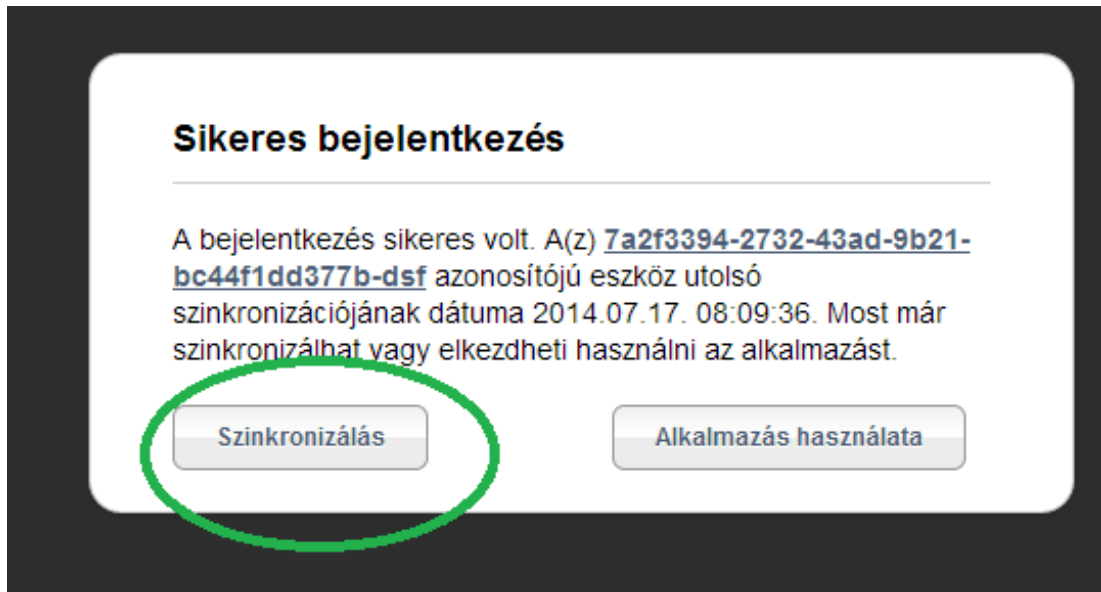 Sikeres bejelentkezés
A bejelentkezés sikeres volt. A(z) 7a2f3394-2732-43ad-9b21-
bc44f1dd377b-dsf azonosítójú eszköz utolsó
szinkronizációjának dátuma 2014.07.17. 08:09:36. Most már
szinkronizálhat vagy elkezdheti használni az alkalmazást.
Szinkronizálás
Alkalmazás használata